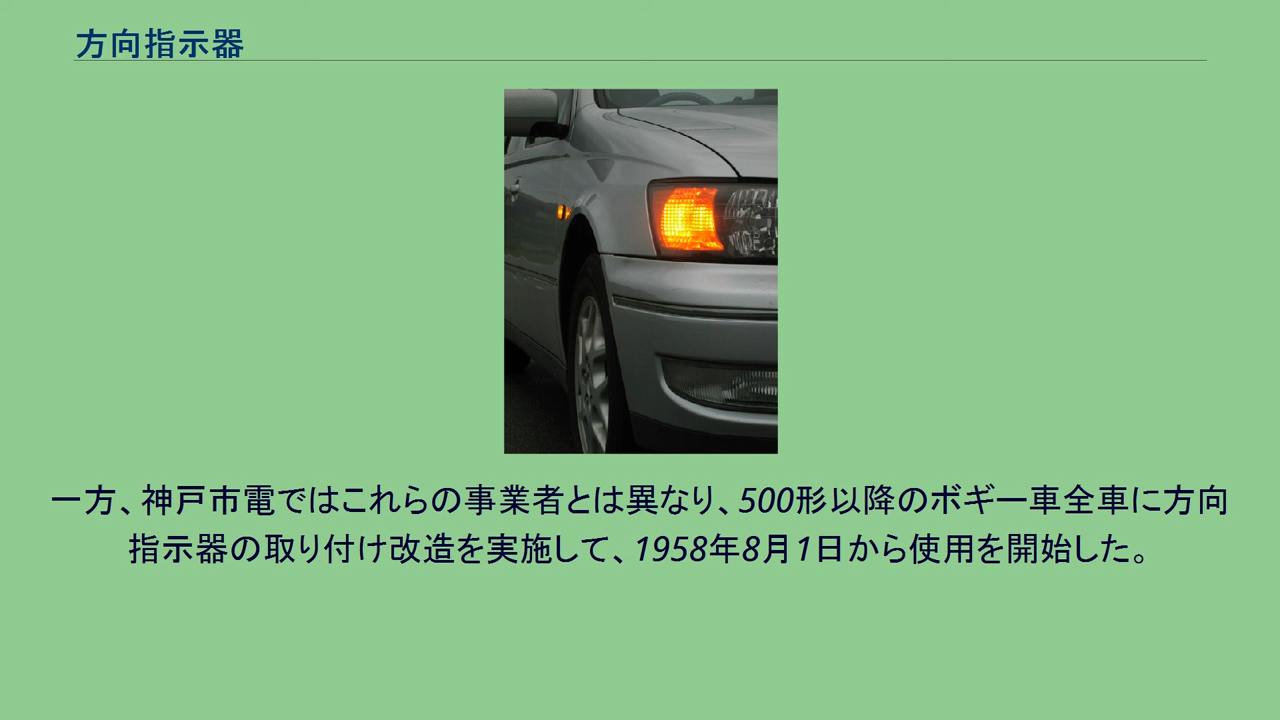 方向指示器
一方、神戸市電ではこれらの事業者とは異なり、500形以降のボギー車全車に方向
指示器の取り付け改造を実施して、1958年8月1日から使用を開始した。